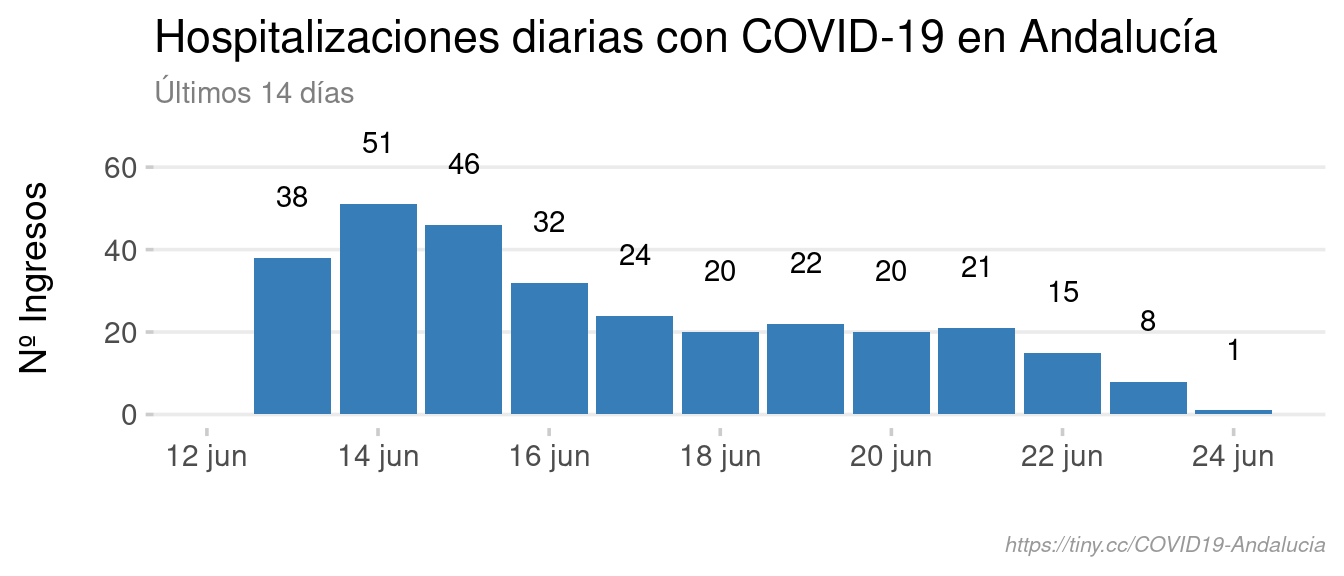 Hospitalizaciones diarias con COVID-19 en Andalucía
Últimos 14 días
Nº Ingresos
60
40
20
0
38
51
46
32
24
20
22
20
21
15
8
1
12 jun
14 jun
16 jun
18 jun
20 jun
22 jun
24 jun
https://tiny.cc/COVID19-Andalucia